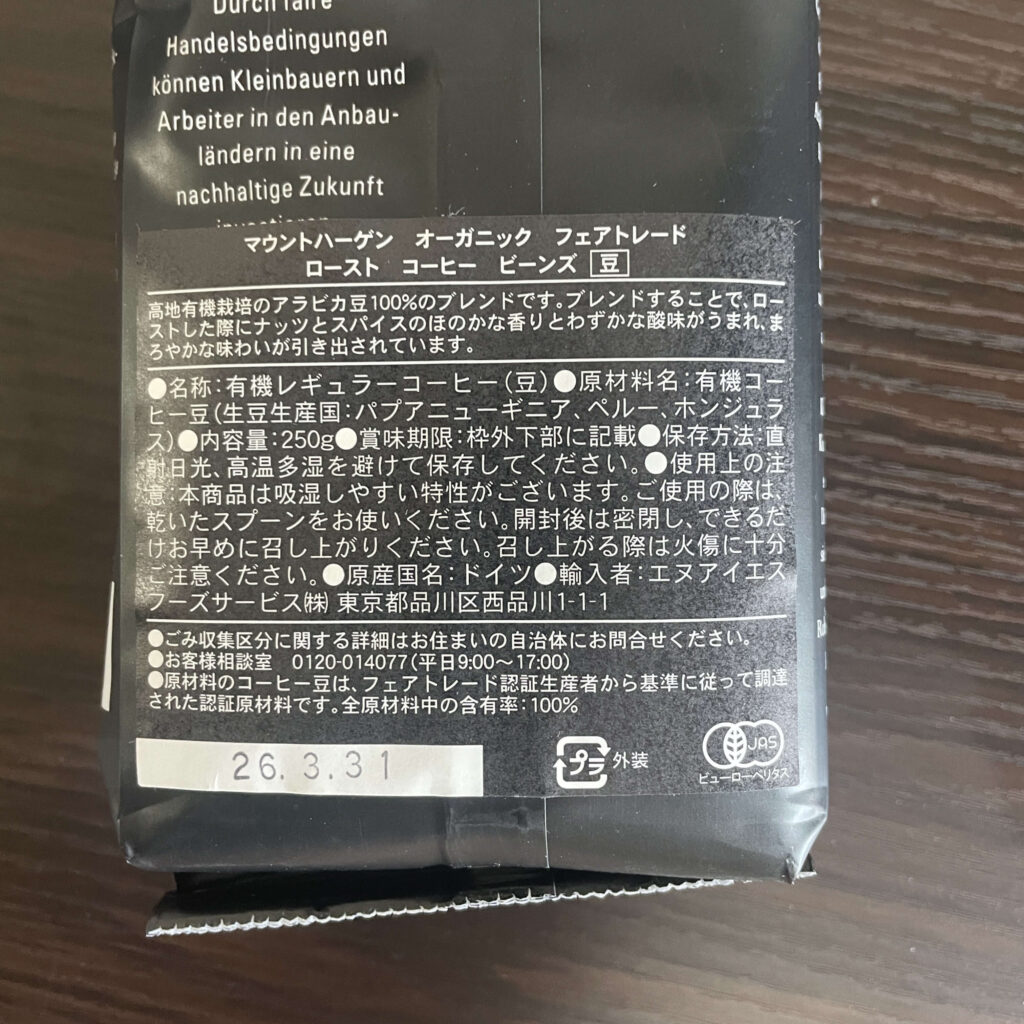 Durch faire
Handelsbedingungen
können Kleinbauern und
Arbeiter in den Anbau-
ländern in eine
nachhaltige Zukunft
investieren
マウントハーゲン オーガニック フェアトレード
ロースト コーヒー ビーンズ 豆
高地有機栽培のアラビカ豆100%のブレンドです。ブレンドすることで、ロー
ストした際にナッツとスパイスのほのかな香りとわずかな酸味がうまれ、ま
ろやかな味わいが引き出されています。
●名称:有機レギュラーコーヒー(豆)●原材料名:有機コー
ヒー豆(生豆生産国:パプアニューギニア、ペルー、ホンジュラ
ス)●内容量:250g●賞味期限:枠外下部に記載●保存方法:直
射日光、高温多湿を避けて保存してください。●使用上の注
意:本商品は吸湿しやすい特性がございます。ご使用の際は、
乾いたスプーンをお使いください。開封後は密閉し、できるだ
けお早めに召し上がりください。召し上がる際は火傷に十分
ご注意ください。●原産国名:ドイツ●輸入者:エヌアイエス
フーズサービス㈱ 東京都品川区西品川1-1-1
●ごみ収集区分に関する詳細はお住まいの自治体にお問合せください。
●お客様相談室 0120-014077(平日9:00〜17:00)
●原材料のコーヒー豆は、フェアトレード認証生産者から基準に従って調達
された認証原材料です。全原材料中の含有率:100%
26.3.31
プラ 外装
JAS
ビューローベリタス